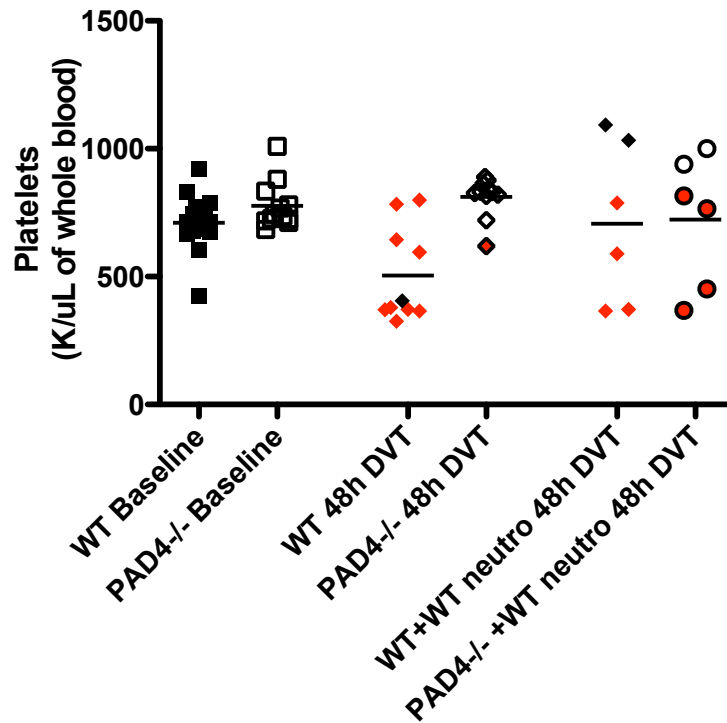 Platelets
(K/uL of whole blood)
1500
1000
500
0
WT Baseline
PAD4-/- Baseline
WT 48h DVT
PAD4-/- 48h DVT
WT+WT neutro 48h DVT
PAD4-/- +WT neutro 48h DVT